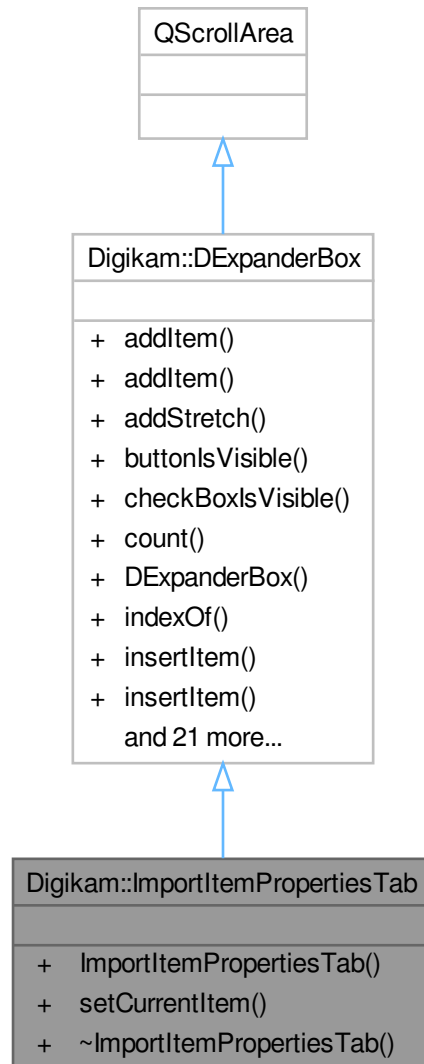 QScrollArea
Digikam::DExpanderBox
+ addItem()
+ addItem()
+ addStretch()
+ buttonIsVisible()
+ checkBoxIsVisible()
+ count()
+ DExpanderBox()
+ indexOf()
+ insertItem()
+ insertItem()
and 21 more...
Digikam::ImportItemPropertiesTab
+ ImportItemPropertiesTab()
+ setCurrentItem()
+ ~ImportItemPropertiesTab()